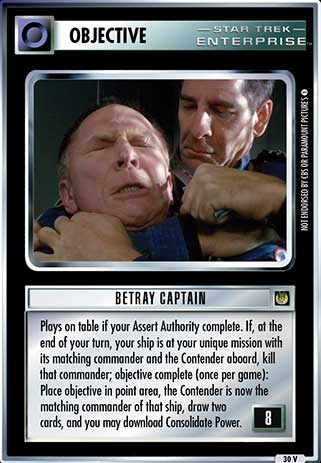 OBJECTIVE
STAR TREK
ENTERPRISE™
NOT ENDORSED BY CBS OR PARAMOUNT PICTURES
BETRAY CAPTAIN
Plays on table if your Assert Authority complete. If, at the
end of your turn, your ship is at your unique mission with
its matching commander and the Contender aboard, kill
that commander; objective complete (once per game):
Place objective in point area, the Contender is now the
matching commander of that ship, draw two
cards, and you may download Consolidate Power.
8
30 V